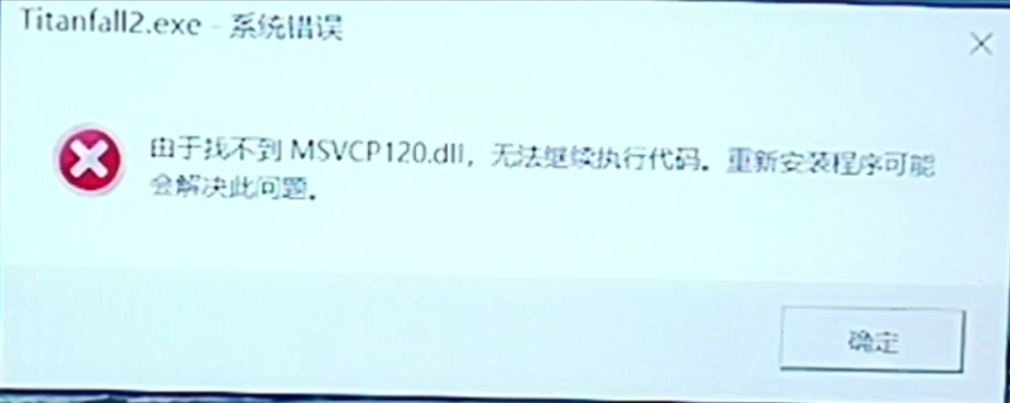 Titanfall2.exe - 系统错误
由于找不到 MSVCP120.dll，无法继续执行代码。重新安装程序可能
会解决此问题。
确定